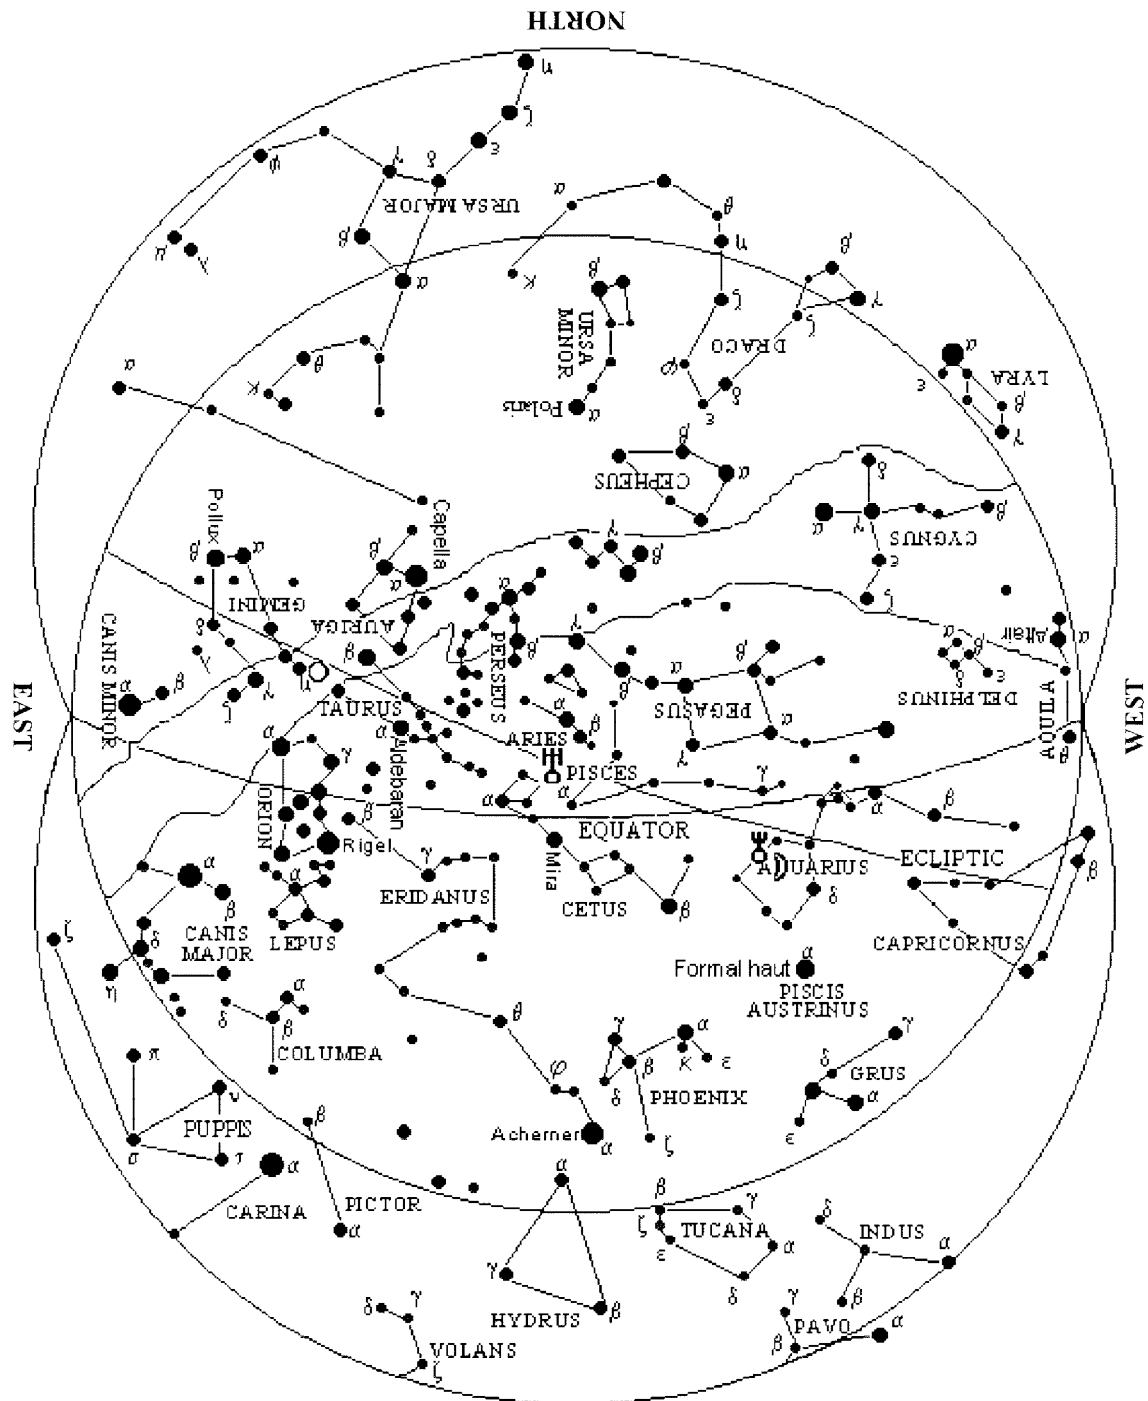 NORTH
η
ζ
ε
δ
γ
ψ
URSA MAJOR
β
μ
λ
α
α
θ
η
κ
β
ζ
β
γ
ζ
URSA
MINOR
DRACO
φ
δ
ε
α
ε
LYRA
β
γ
θ
κ
α
Polaris
α
β
CEPHEUS
α
δ
α
γ
CYGNUS
β
ε
ζ
Pollux
β
α
Capella
β
α
GEMINI
AURIGA
γ
β
α
PERSEUS
β
γ
δ
λ
β
δ
α
β
PEGASUS
α
γ
α
β
δ
ε
DELPHINUS
Altair
α
AQUILA
θ
CANIS MINOR
α
β
ζ
γ
η
TAURUS
α
Aldebaran
EAST
WEST
α
β
ARIES
PISCES
γ
α
α
α
γ
ORION
β
Rigel
EQUATOR
Mira
α
β
γ
ERIDANUS
CETUS
β
AQUARIUS
δ
ECLIPTIC
β
CAPRICORNUS
α
β
CANIS
MAJOR
δ
η
ζ
α
LEPUS
Formal haut
α
PISCIS
AUSTRINUS
α
δ
β
COLUMBA
θ
γ
α
β
κ
ε
δ
PHOENIX
ζ
γ
δ
GRUS
α
ε
π
ν
PUPPIS
σ
τ
β
φ
Acherner
α
α
CARINA
PICTOR
α
α
γ
β
HYDRUS
β
γ
ζ
TUCANA
ε
α
δ
δ
INDUS
α
β
γ
PAVO
β
α
δ
γ
VOLANS
ζ